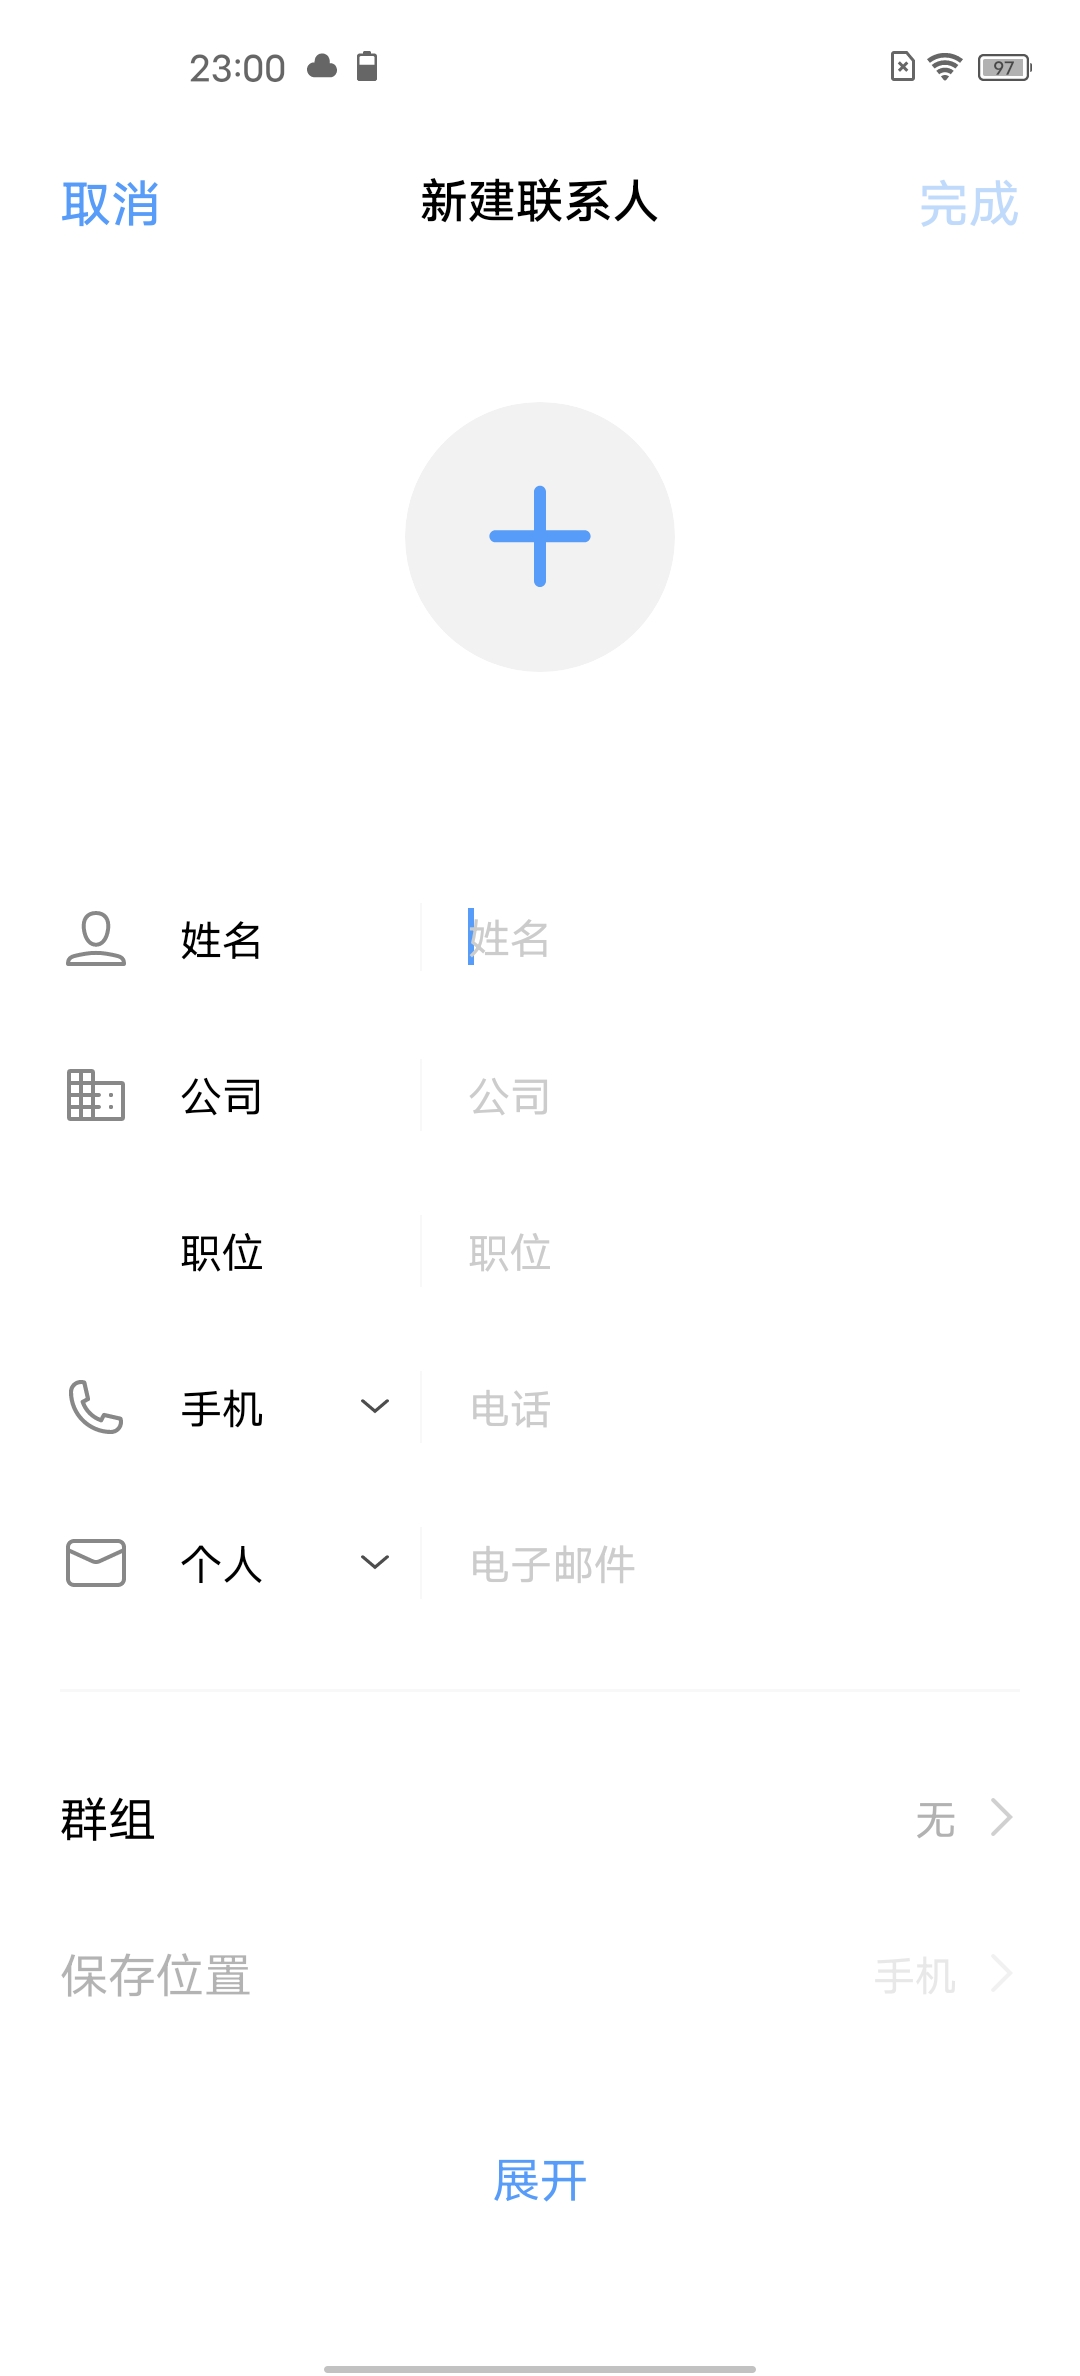 23:00 97
取消 新建联系人 完成
姓名 姓名
公司 公司
职位 职位
手机 电话
个人 电子邮件
群组 无
保存位置 手机
展开